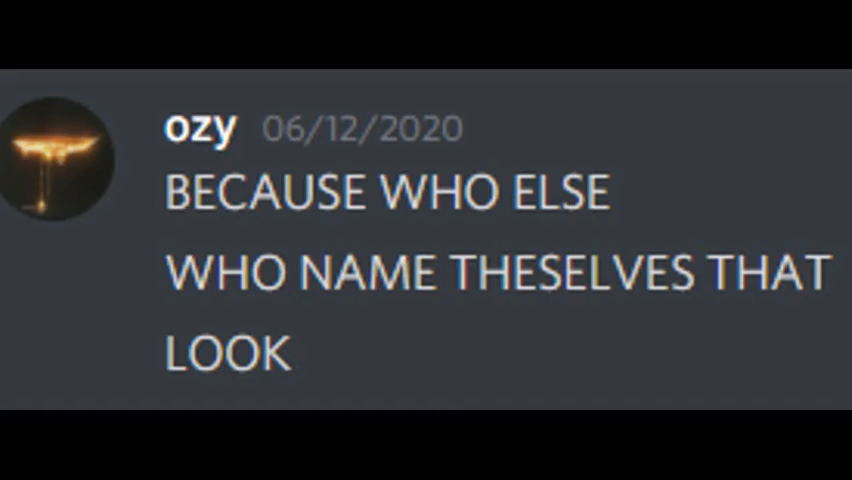 ozy 06/12/2020
BECAUSE WHO ELSE
WHO NAME THESELVES THAT
LOOK